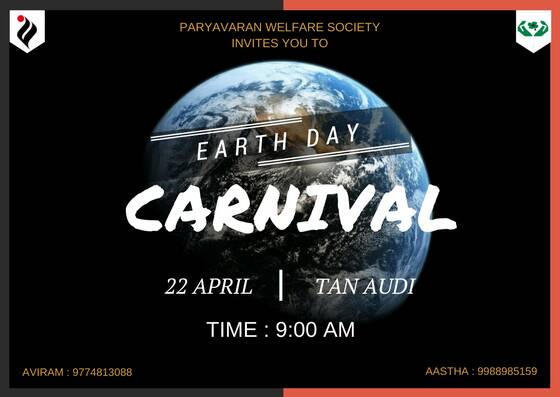 PARYAVARAN WELFARE SOCIETY
INVITES YOU TO
EARTH DAY
CARNIVAL
22 APRIL | TAN AUDI
TIME : 9:00 AM
AVIRAM : 9774813088
AASTHA : 9988985159